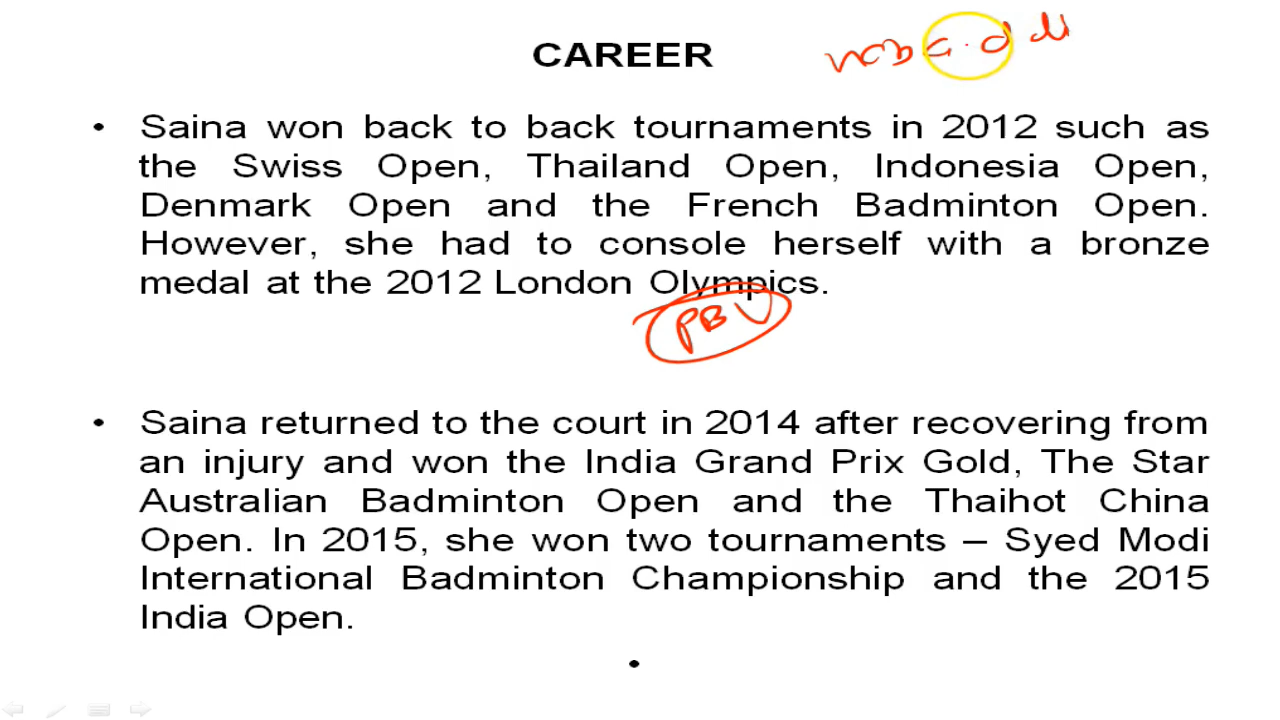 CAREER
• Saina won back to back tournaments in 2012 such as
the Swiss Open, Thailand Open, Indonesia Open,
Denmark Open and the French Badminton Open.
However, she had to console herself with a bronze
medal at the 2012 London Olympics.
PBV
• Saina returned to the court in 2014 after recovering from
an injury and won the India Grand Prix Gold, The Star
Australian Badminton Open and the Thaihot China
Open. In 2015, she won two tournaments – Syed Modi
International Badminton Championship and the 2015
India Open.
•